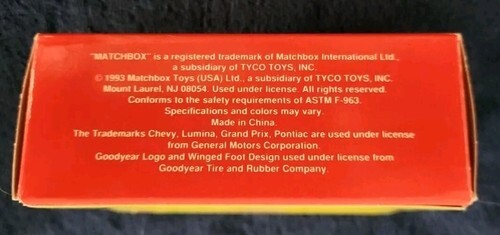 "MATCHBOX" is a registered trademark of Matchbox International Ltd.,
a subsidiary of TYCO TOYS, INC.
© 1993 Matchbox Toys (USA) Ltd., a subsidiary of TYCO TOYS, INC.
Mount Laurel, NJ 08054. Used under license. All rights reserved.
Conforms to the safety requirements of ASTM F-963.
Specifications and colors may vary.
Made in China.
The Trademarks Chevy, Lumina, Grand Prix, Pontiac are used under license
from General Motors Corporation.
Goodyear Logo and Winged Foot Design used under license from
Goodyear Tire and Rubber Company.